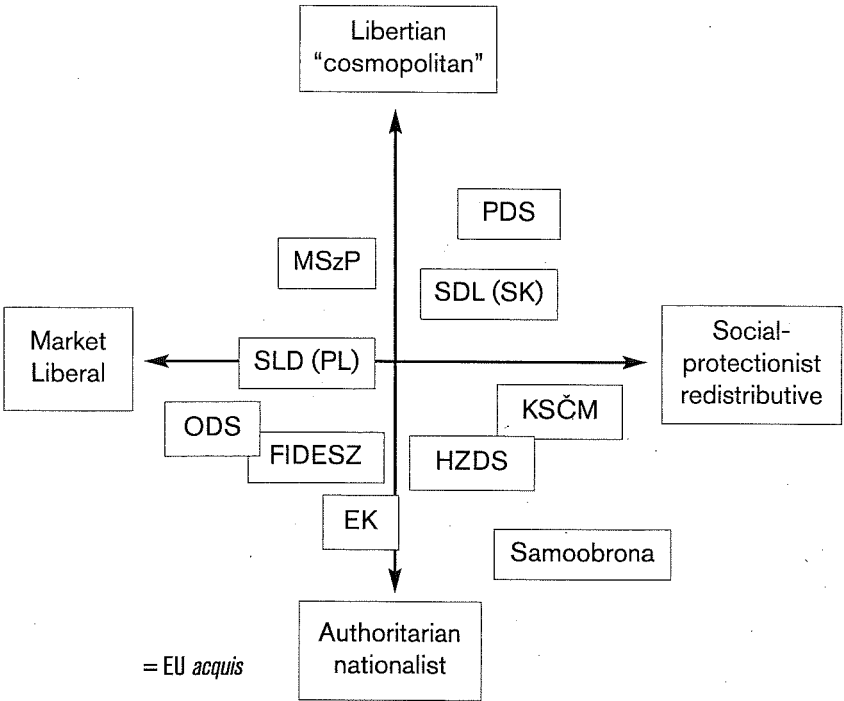 Libertian
“cosmopolitan”
PDS
MSzP
SDL (SK)
Market
Liberal
SLD (PL)
Social-
protectionist
redistributive
KSČM
ODS
FIDESZ
HZDS
EK
Samoobrona
Authoritarian
nationalist
= EU acquis